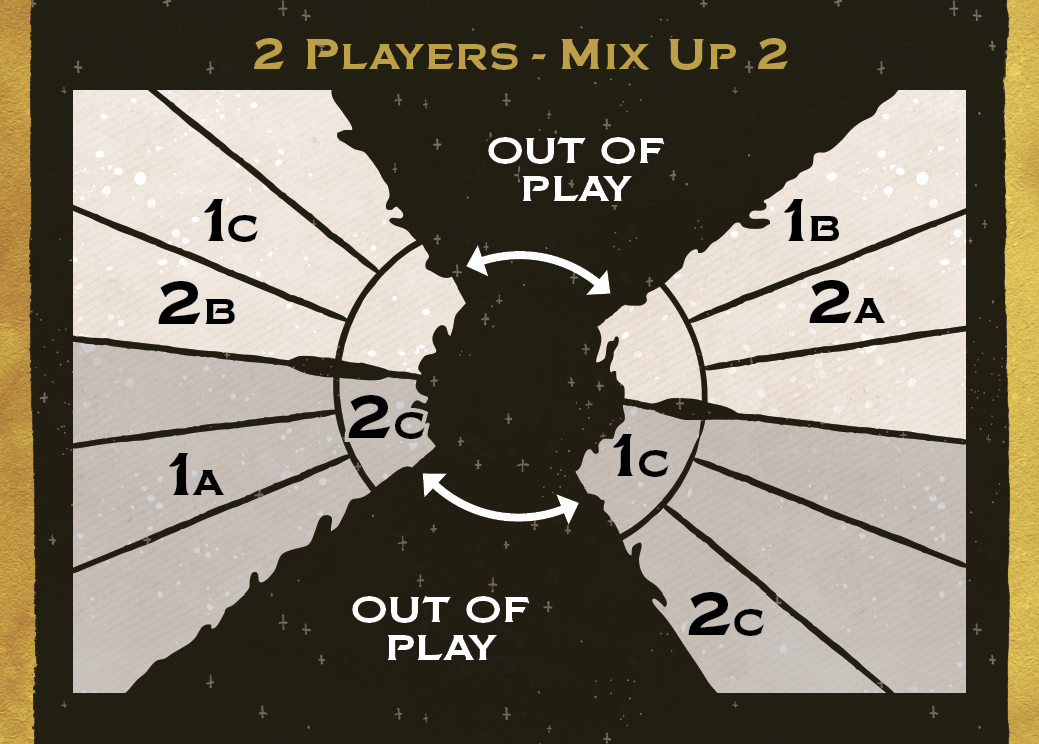 2 PLAYERS - MIX UP 2
OUT OF
PLAY
1C
1B
2B
2A
2C
1C
1A
OUT OF
PLAY
2C